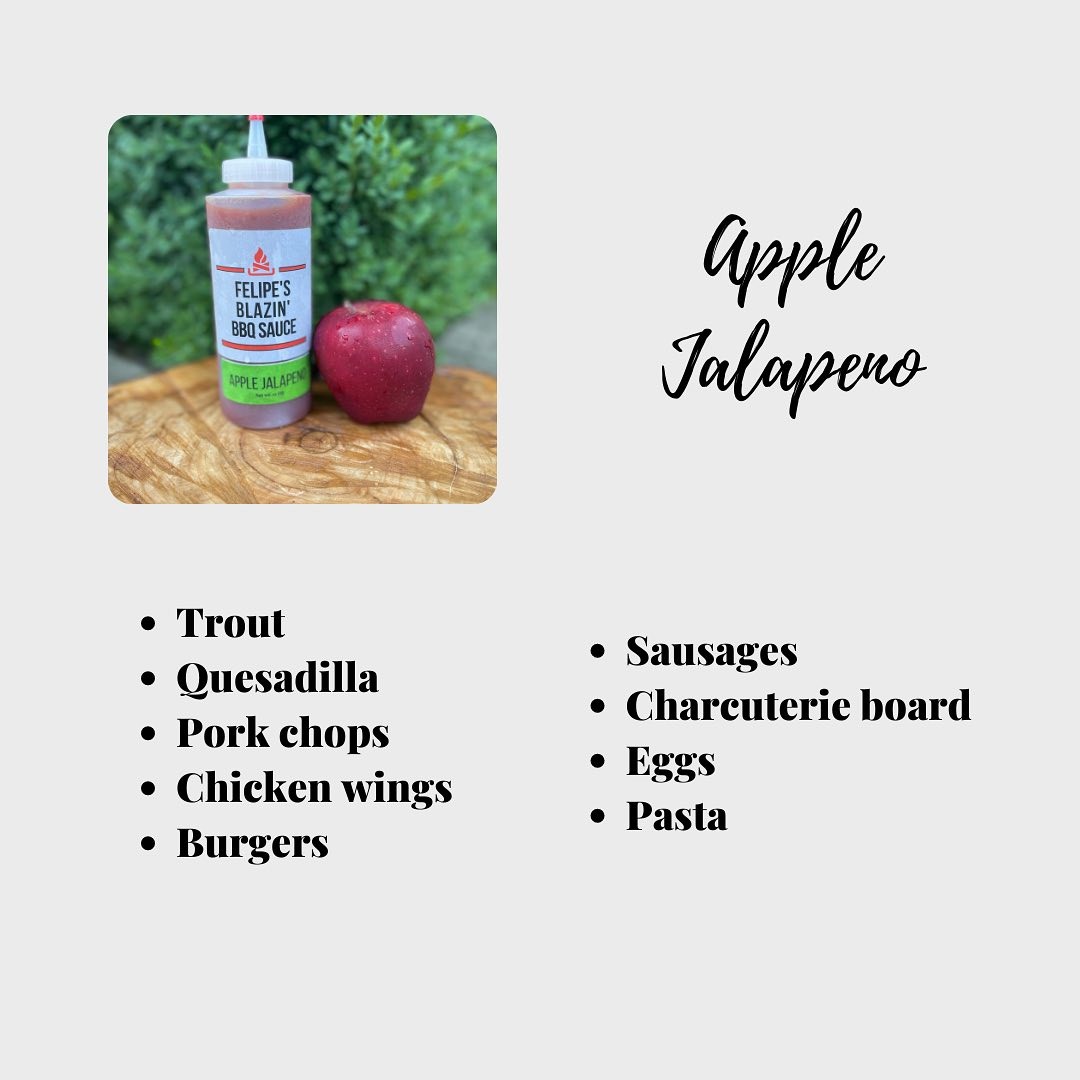 FELIPE'S
BLAZIN'
BBQ SAUCE
APPLE JALAPENO
Apple
Jalapeno
• Trout
• Quesadilla
• Pork chops
• Chicken wings
• Burgers
• Sausages
• Charcuterie board
• Eggs
• Pasta